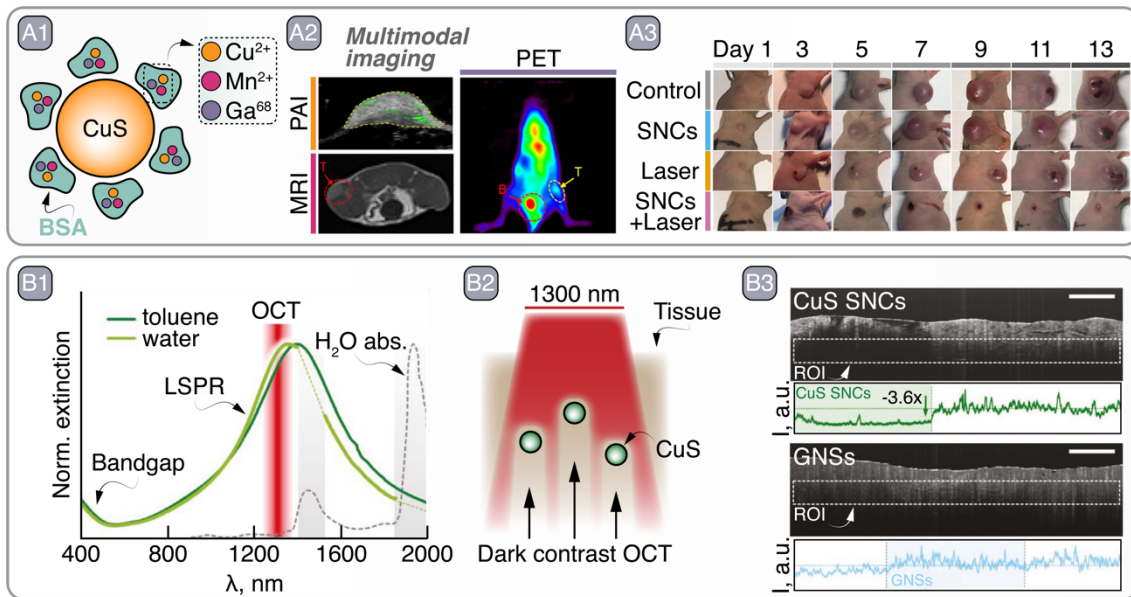 A1
Cu²⁺
Mn²⁺
Ga⁶⁸
CuS
BSA
A2
Multimodal
imaging
PET
PAI
MRI
T
B
T
A3
Day 1 3 5 7 9 11 13
Control
SNCs
Laser
SNCs
+Laser
B1
OCT
toluene
water
H₂O abs.
LSPR
Bandgap
Norm. extinction
400 800 1200 1600 2000
λ, nm
B2
1300 nm
Tissue
CuS
Dark contrast OCT
B3
CuS SNCs
ROI
CuS SNCs
-3.6x
I, a.u.
GNSs
ROI
I, a.u.
GNSs